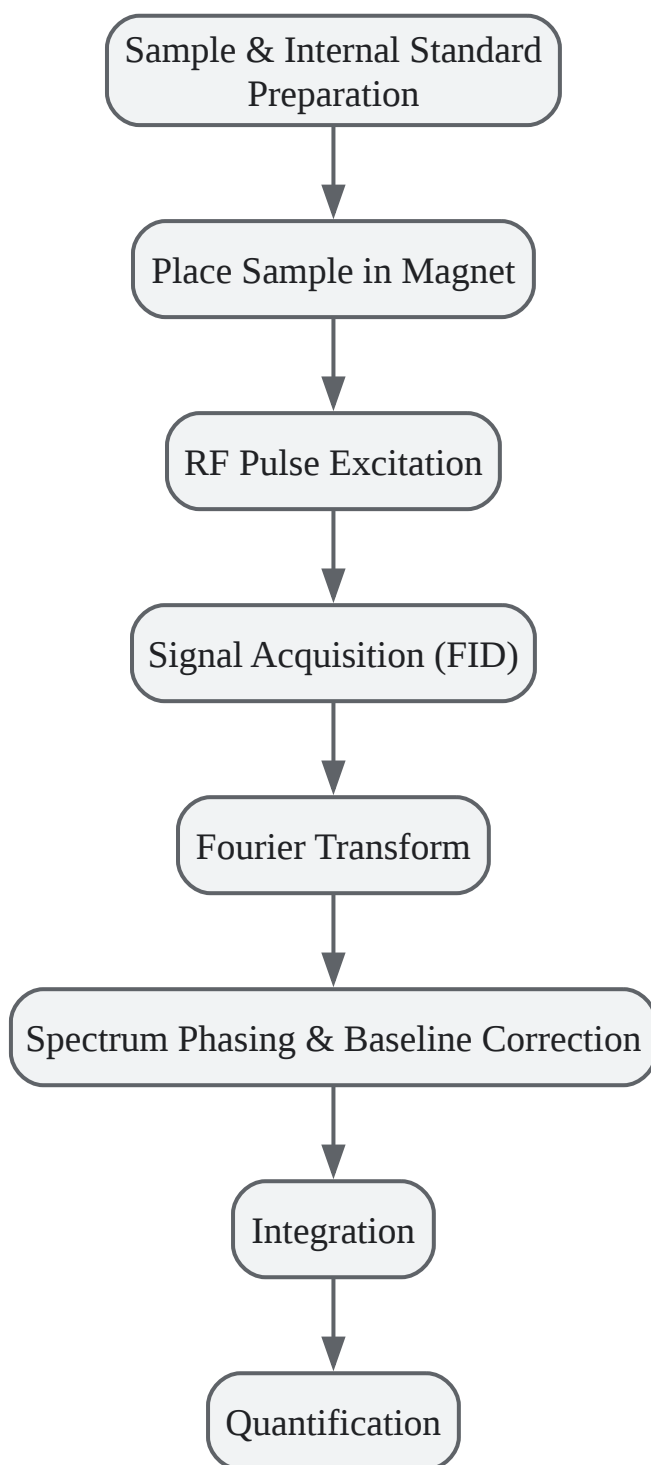 Sample & Internal Standard
Preparation
Place Sample in Magnet
RF Pulse Excitation
Signal Acquisition (FID)
Fourier Transform
Spectrum Phasing & Baseline Correction
Integration
Quantification